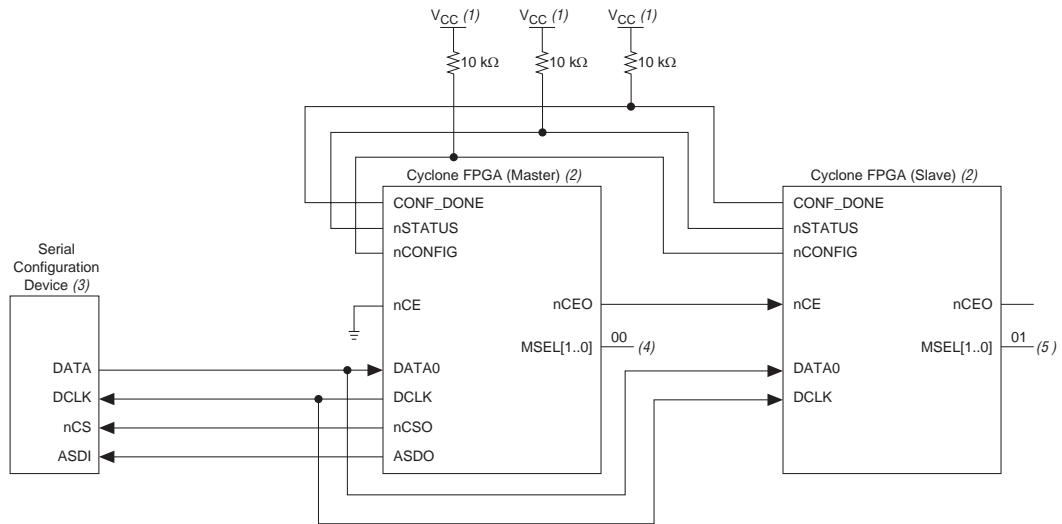 VCC (1)
VCC (1)
VCC (1)
10 kΩ
10 kΩ
10 kΩ
Cyclone FPGA (Master) (2)
CONF_DONE
nSTATUS
nCONFIG
nCE
nCEO
MSEL[1..0]
00
(4)
DATA0
DCLK
nCSO
ASDO
Cyclone FPGA (Slave) (2)
CONF_DONE
nSTATUS
nCONFIG
nCE
nCEO
MSEL[1..0]
01
(5 )
DATA0
DCLK
Serial
Configuration
Device (3)
DATA
DCLK
nCS
ASDI